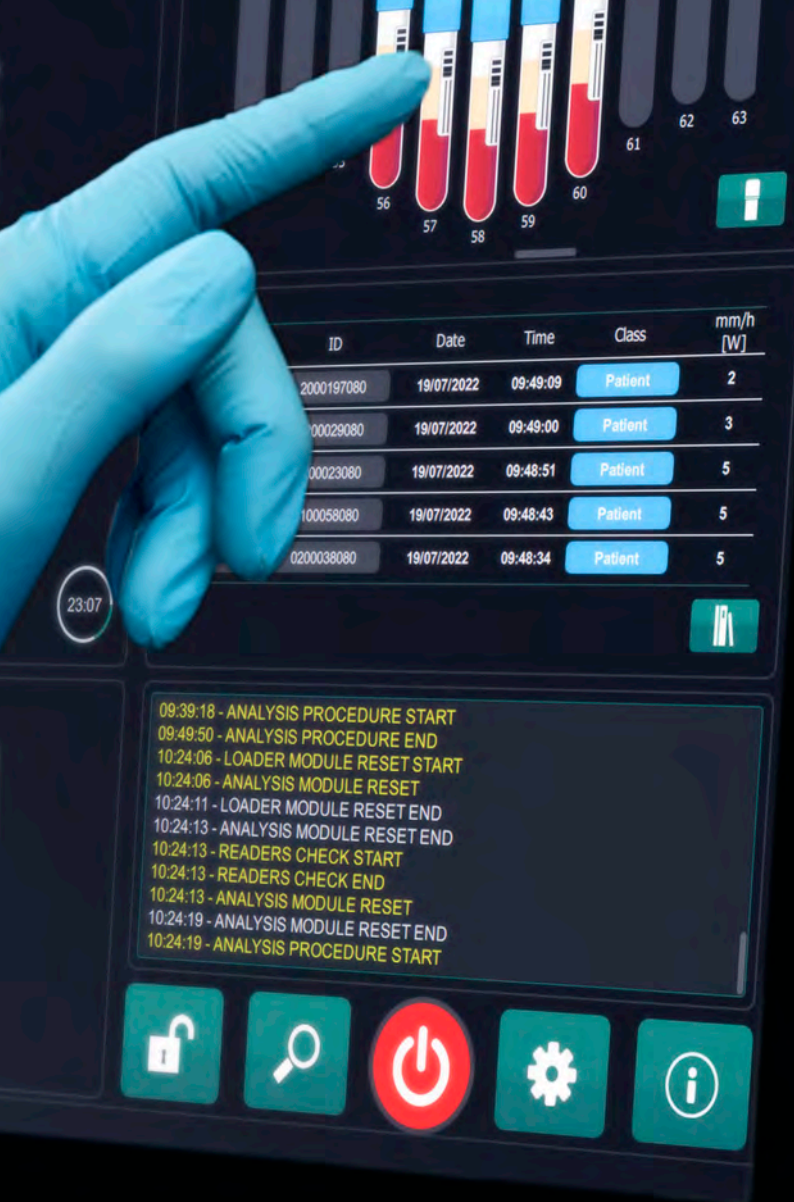 62
63
61
60
56
57
59
58
ID Date Time Class mm/h
[W]
2000197080 19/07/2022 09:49:09 Patient 2
19/07/2022 09:49:00 Patient 3
19/07/2022 09:48:51 Patient 5
19/07/2022 09:48:43 Patient 5
0200038080 19/07/2022 09:48:34 Patient 5
23:07
09:39:18 - ANALYSIS PROCEDURE START
09:49:50 - ANALYSIS PROCEDURE END
10:24:06 - LOADER MODULE RESET START
10:24:06 - ANALYSIS MODULE RESET
10:24:11 - LOADER MODULE RESET END
10:24:13 - ANALYSIS MODULE RESET END
10:24:13 - READERS CHECK START
10:24:13 - READERS CHECK END
10:24:13 - ANALYSIS MODULE RESET
10:24:19 - ANALYSIS MODULE RESET END
10:24:19 - ANALYSIS PROCEDURE START